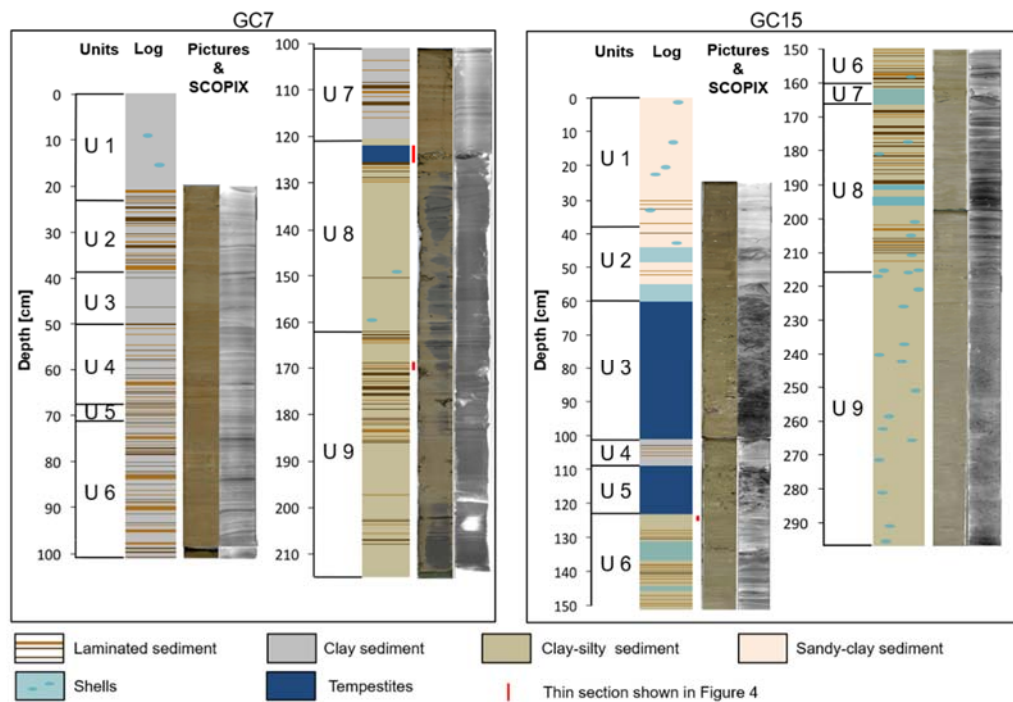 GC7
GC15
Units Log Pictures
&
SCOPIX
Depth [cm]
0
10
20
30
40
50
60
70
80
90
100
U 1
U 2
U 3
U 4
U 5
U 6
100
110
120
130
140
150
160
170
180
190
200
210
U 7
U 8
U 9
Units Log Pictures
&
SCOPIX
Depth [cm]
0
10
20
30
40
50
60
70
80
90
100
110
120
130
140
150
U 1
U 2
U 3
U 4
U 5
U 6
150
160
170
180
190
200
210
220
230
240
250
260
270
280
290
U 6
U 7
U 8
U 9
Laminated sediment
Clay sediment
Clay-silty sediment
Sandy-clay sediment
Shells
Tempestites
Thin section shown in Figure 4